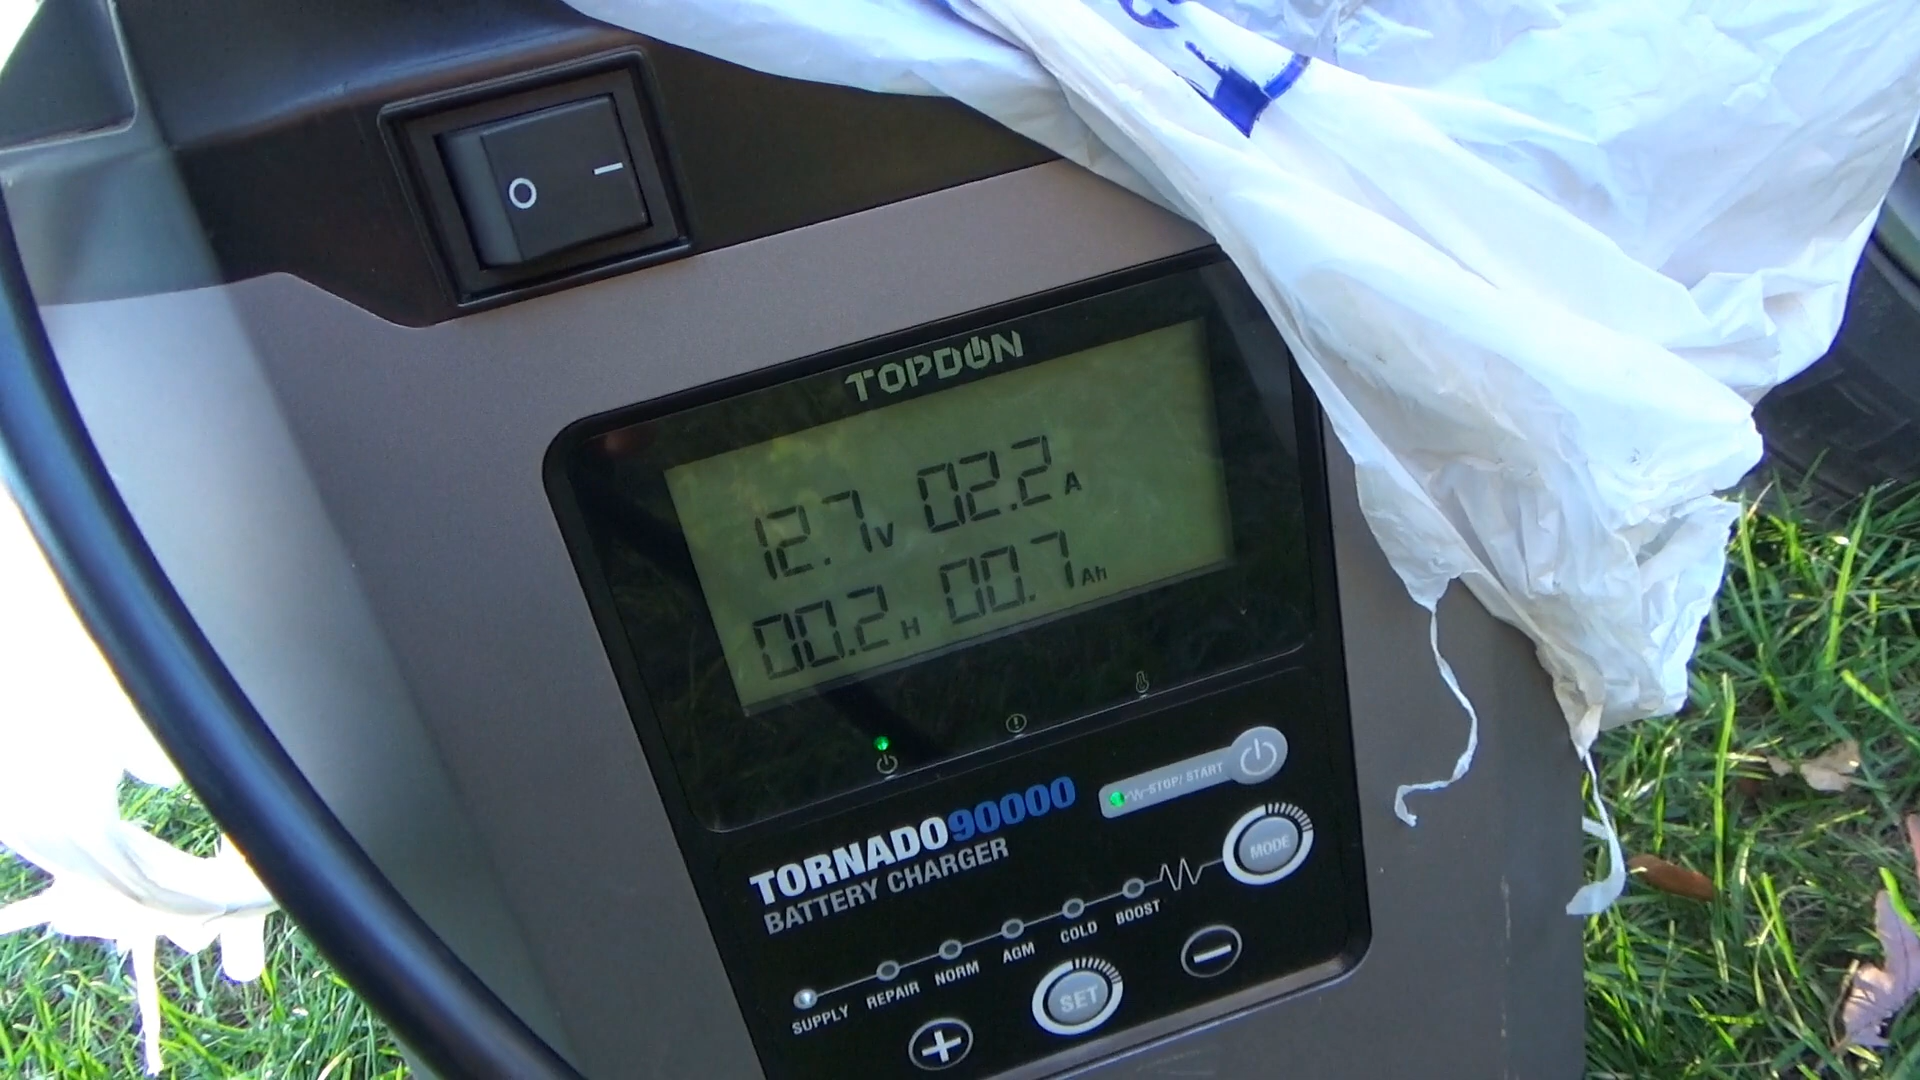 O I
TOPDON
12.7V 02.2A
00.2H 00.7Ah
STOP/ START
TORNADO90000
BATTERY CHARGER
MODE
SUPPLY REPAIR NORM AGM COLD BOOST
SET
+ −